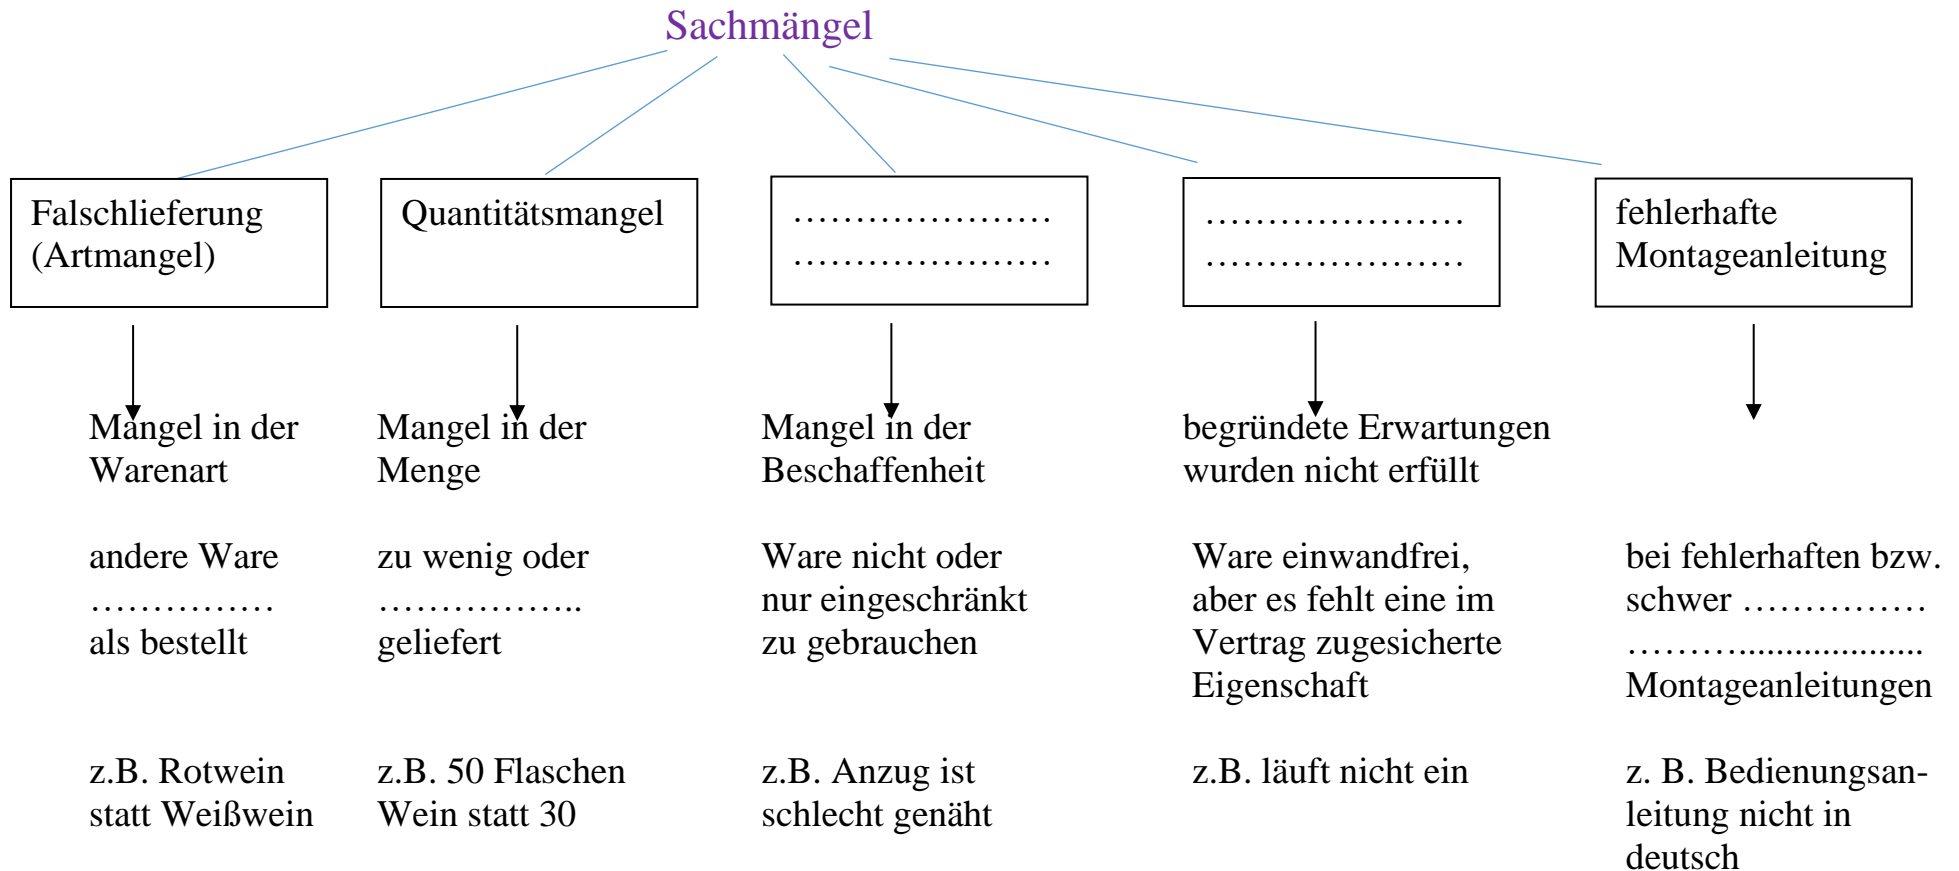 Sachmängel
Falschlieferung
(Artmangel)
Quantitätsmangel
…………………
…………………
…………………
…………………
fehlerhafte
Montageanleitung
Mangel in der
Warenart
andere Ware
……………
als bestellt
z.B. Rotwein
statt Weißwein
Mangel in der
Menge
zu wenig oder
……………..
geliefert
z.B. 50 Flaschen
Wein statt 30
Mangel in der
Beschaffenheit
Ware nicht oder
nur eingeschränkt
zu gebrauchen
z.B. Anzug ist
schlecht genäht
begründete Erwartungen
wurden nicht erfüllt
Ware einwandfrei,
aber es fehlt eine im
Vertrag zugesicherte
Eigenschaft
z.B. läuft nicht ein
bei fehlerhaften bzw.
schwer ……………
………....................
Montageanleitungen
z. B. Bedienungsan-
leitung nicht in
deutsch